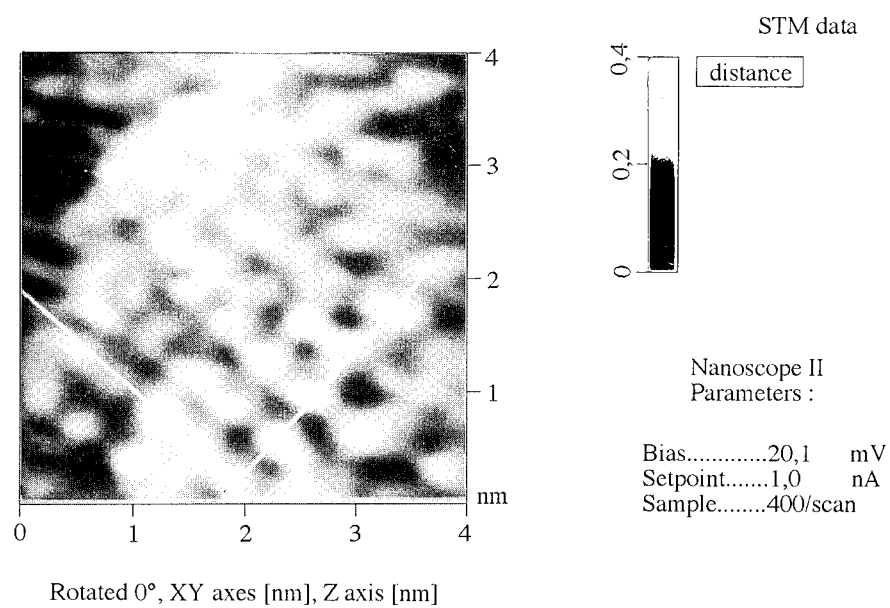 STM data
0,4
distance
0,2
0
4
3
2
1
nm
0 1 2 3 4
Nanoscope II
Parameters :
Bias.............20,1 mV
Setpoint.......1,0 nA
Sample........400/scan
Rotated 0°, XY axes [nm], Z axis [nm]